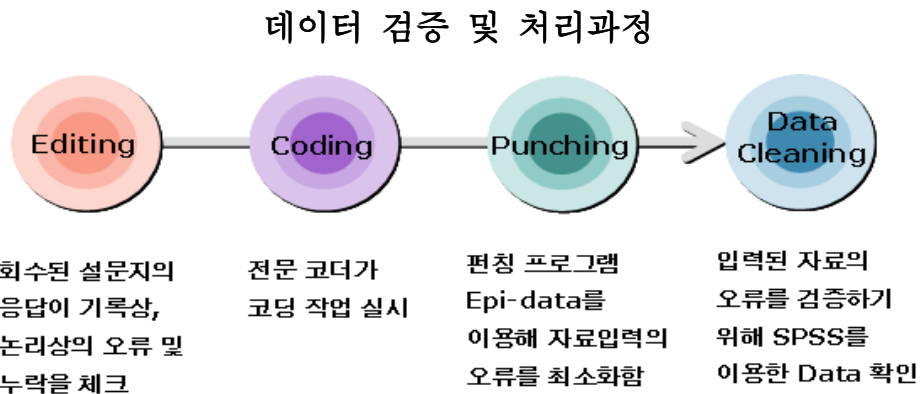 데이터 검증 및 처리과정
Editing
Coding
Punching
Data
Cleaning
회수된 설문지의
응답이 기록상,
논리상의 오류 및
누락을 체크
전문 코더가
코딩 작업 실시
펀칭 프로그램
Epi-data를
이용해 자료입력의
오류를 최소화함
입력된 자료의
오류를 검증하기
위해 SPSS를
이용한 Data 확인